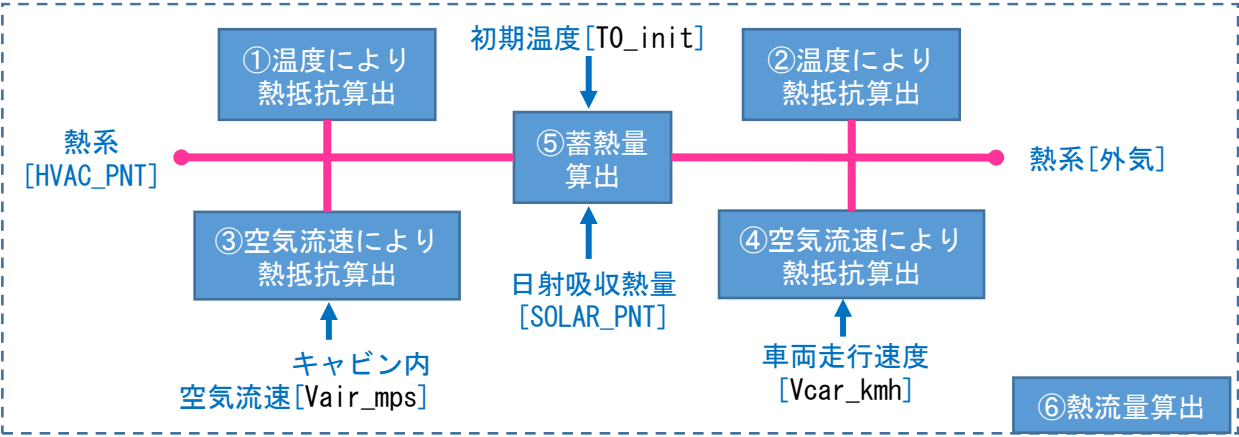 初期温度[T0_init]
①温度により
熱抵抗算出
②温度により
熱抵抗算出
熱系
[HVAC_PNT]
⑤蓄熱量
算出
熱系[外気]
③空気流速により
熱抵抗算出
④空気流速により
熱抵抗算出
日射吸収熱量
[SOLAR_PNT]
キャビン内
空気流速[Vair_mps]
車両走行速度
[Vcar_kmh]
⑥熱流量算出